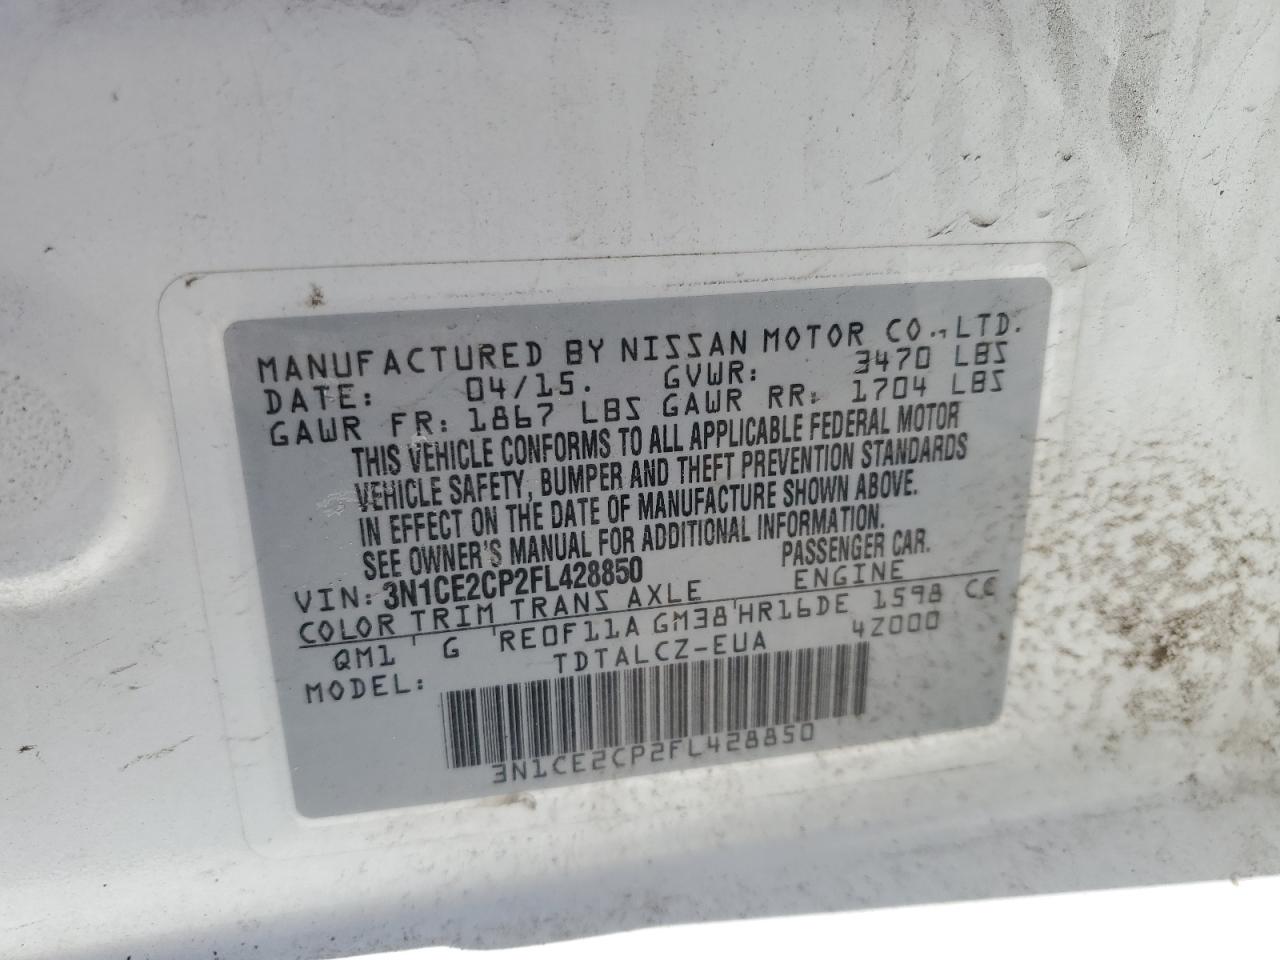 MANUFACTURED BY NISSAN MOTOR CO., LTD.
DATE: 04/15. GVWR: 3470 LBS
GAWR FR: 1867 LBS GAWR RR: 1704 LBS
THIS VEHICLE CONFORMS TO ALL APPLICABLE FEDERAL MOTOR
VEHICLE SAFETY, BUMPER AND THEFT PREVENTION STANDARDS
IN EFFECT ON THE DATE OF MANUFACTURE SHOWN ABOVE.
SEE OWNER'S MANUAL FOR ADDITIONAL INFORMATION.
VIN: 3N1CE2CP2FL428850 PASSENGER CAR.
COLOR TRIM TRANS AXLE ENGINE
QM1 ' G ' RE0F11A GM38 ' HR16DE 1598 CC
MODEL: TDTALCZ-EUA 4Z000
3N1CE2CP2FL428850